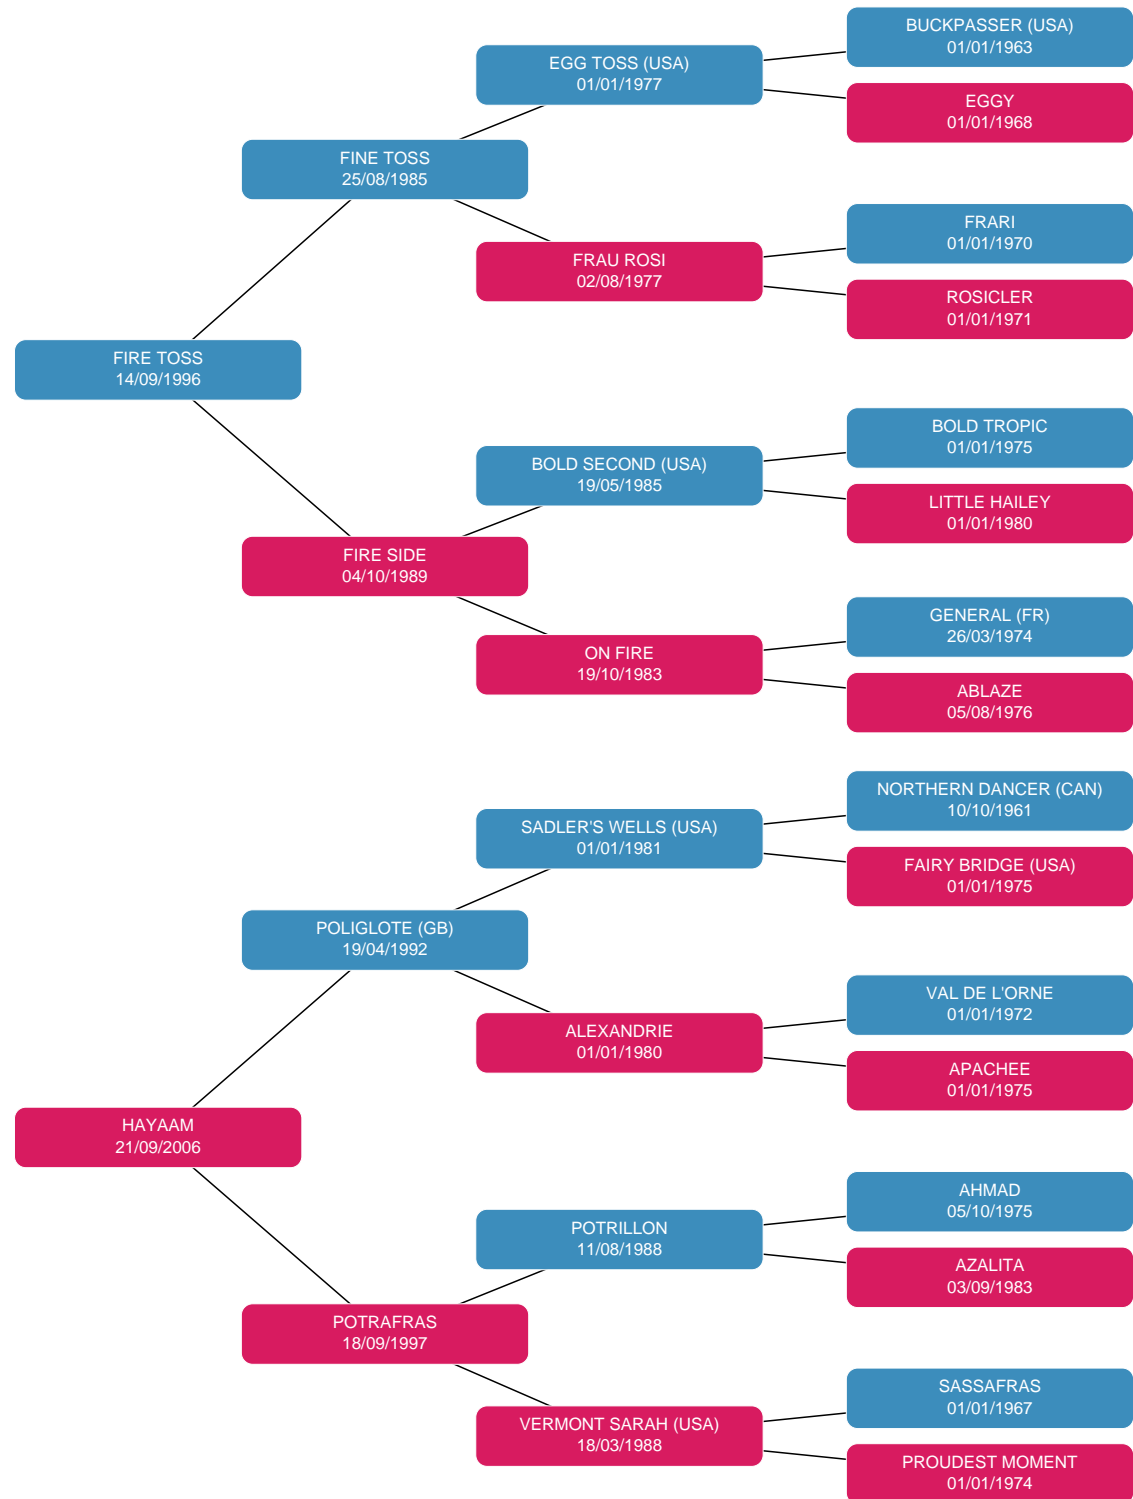 BUCKPASSER (USA)
01/01/1963
EGG TOSS (USA)
01/01/1977
EGGY
01/01/1968
FINE TOSS
25/08/1985
FRARI
01/01/1970
FRAU ROSI
02/08/1977
ROSICLER
01/01/1971
FIRE TOSS
14/09/1996
BOLD TROPIC
01/01/1975
BOLD SECOND (USA)
19/05/1985
LITTLE HAILEY
01/01/1980
FIRE SIDE
04/10/1989
GENERAL (FR)
26/03/1974
ON FIRE
19/10/1983
ABLAZE
05/08/1976
NORTHERN DANCER (CAN)
10/10/1961
SADLER'S WELLS (USA)
01/01/1981
FAIRY BRIDGE (USA)
01/01/1975
POLIGLOTE (GB)
19/04/1992
VAL DE L'ORNE
01/01/1972
ALEXANDRIE
01/01/1980
APACHEE
01/01/1975
HAYAAM
21/09/2006
AHMAD
05/10/1975
POTRILLON
11/08/1988
AZALITA
03/09/1983
POTRAFRAS
18/09/1997
SASSAFRAS
01/01/1967
VERMONT SARAH (USA)
18/03/1988
PROUDEST MOMENT
01/01/1974